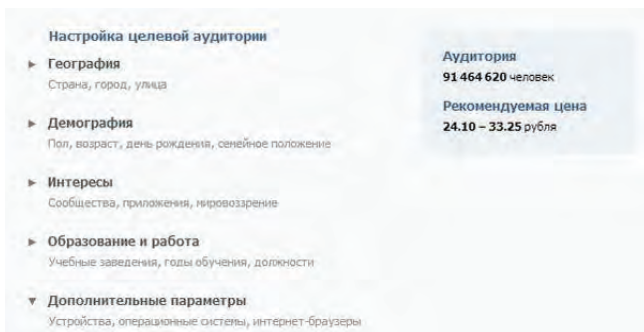 Настройка целевой аудитории
География
Страна, город, улица
Демография
Пол, возраст, день рождения, семейное положение
Интересы
Сообщества, приложения, мировоззрение
Образование и работа
Учебные заведения, годы обучения, должности
Дополнительные параметры
Устройства, операционные системы, интернет-браузеры
Аудитория
91 464 620 человек
Рекомендуемая цена
24.10 – 33.25 рубля